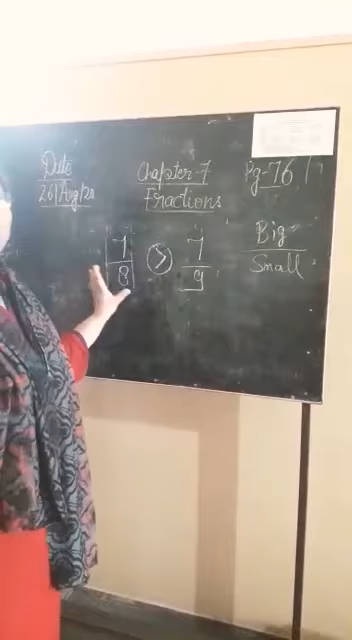 Date
26/Aug/20
Chapter-7
Fractions
Pg-76
7/8 > 7/9
Big
Small